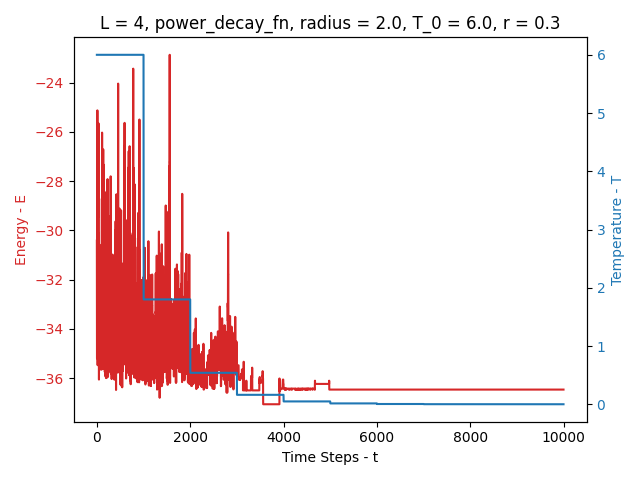 L = 4, power_decay_fn, radius = 2.0, T_0 = 6.0, r = 0.3
Energy - E
−24
−26
−28
−30
−32
−34
−36
6
5
4
3
2
1
0
Temperature - T
0 2000 4000 6000 8000 10000
Time Steps - t